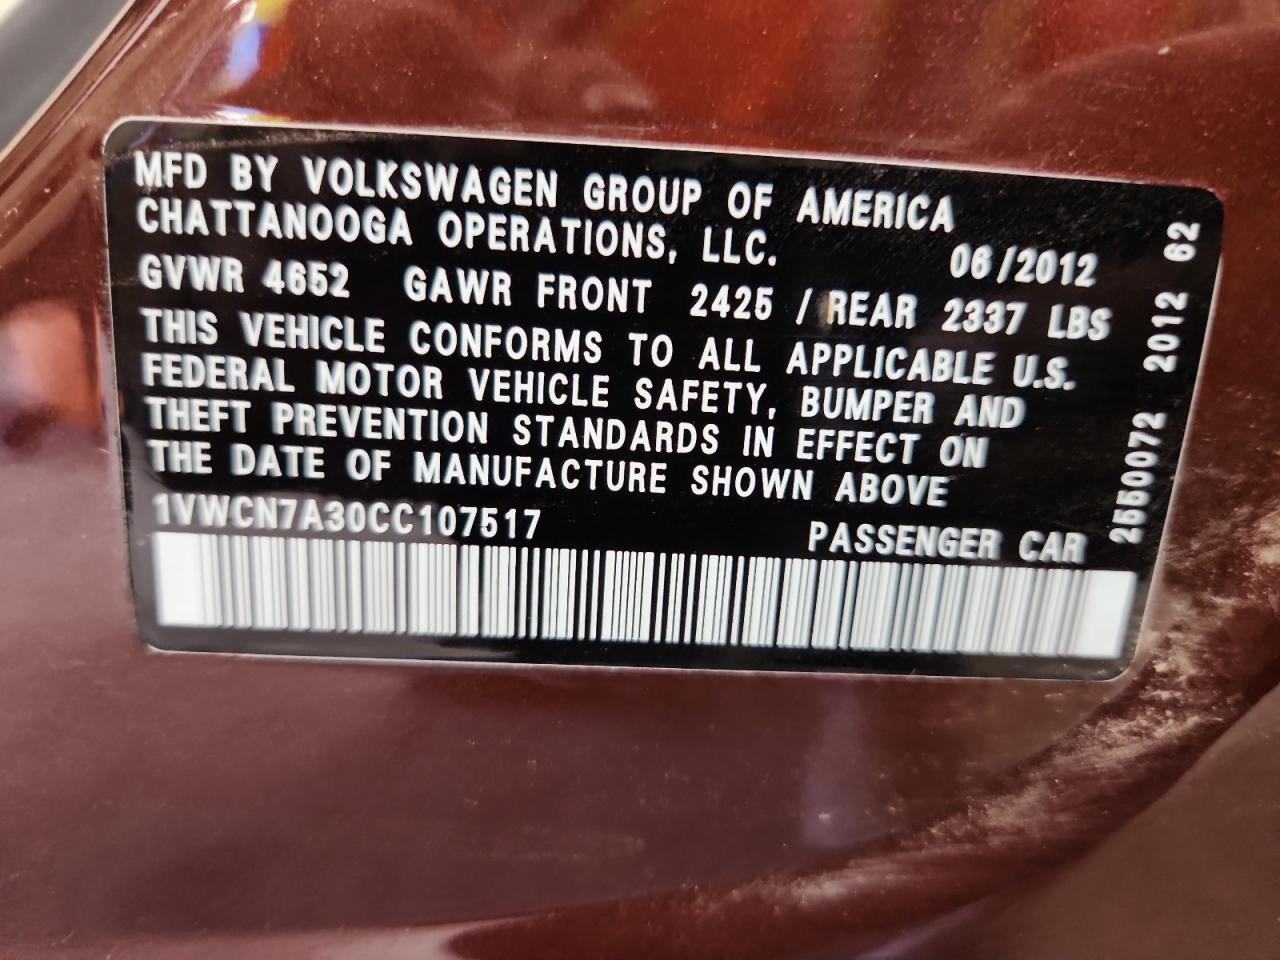 MFD BY VOLKSWAGEN GROUP OF AMERICA
CHATTANOOGA OPERATIONS, LLC.
06/2012
GVWR 4652 GAWR FRONT 2425 / REAR 2337 LBS
THIS VEHICLE CONFORMS TO ALL APPLICABLE U.S.
FEDERAL MOTOR VEHICLE SAFETY, BUMPER AND
THEFT PREVENTION STANDARDS IN EFFECT ON
THE DATE OF MANUFACTURE SHOWN ABOVE
1VWCN7A30CC107517
PASSENGER CAR
2550072 2012 62